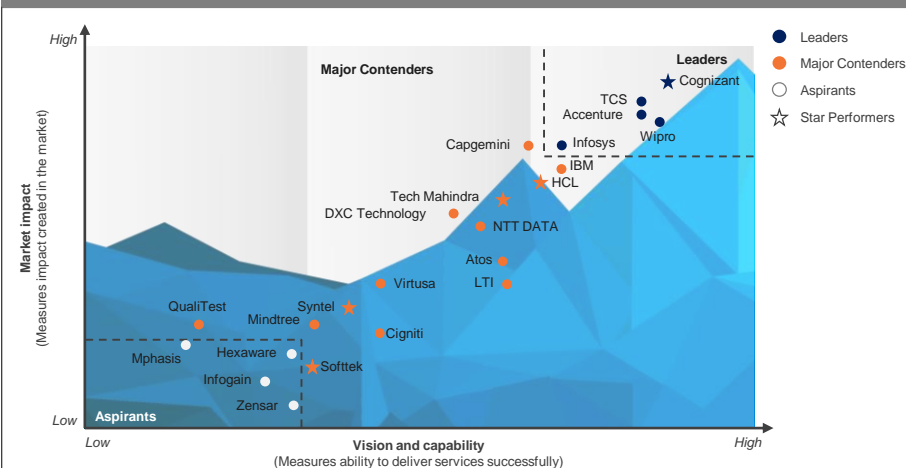 High
Leaders
Leaders
Major Contenders
Major Contenders
Cognizant
Aspirants
TCS
Accenture
Star Performers
Wipro
Capgemini
Infosys
IBM
HCL
Tech Mahindra
DXC Technology
NTT DATA
Market impact
(Measures impact created in the market)
Atos
Virtusa
LTI
QualiTest
Syntel
Mindtree
Cigniti
Mphasis
Hexaware
Softtek
Infogain
Zensar
Aspirants
Low
Low
Vision and capability
High
(Measures ability to deliver services successfully)